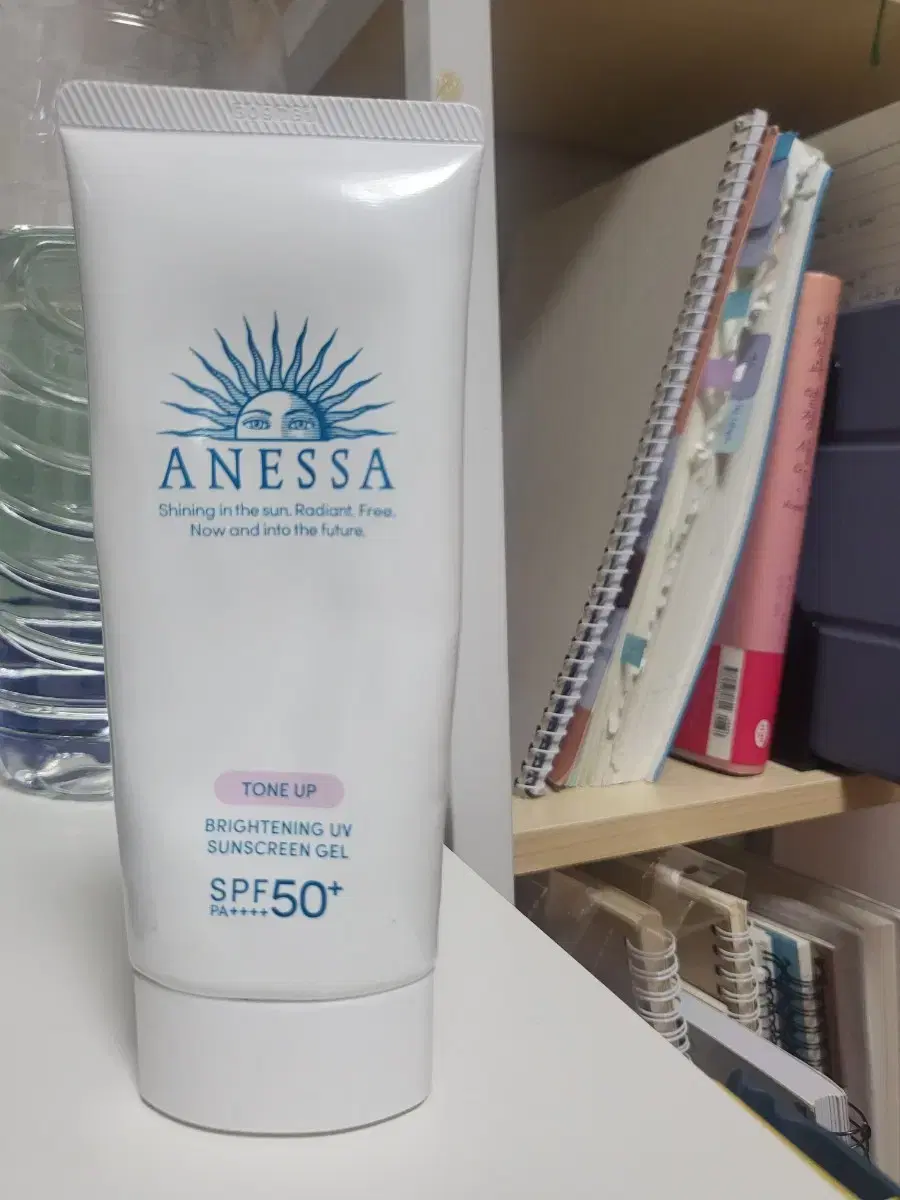 ANESSA
Shining in the sun. Radiant. Free.
Now and into the future.
TONE UP
BRIGHTENING UV
SUNSCREEN GEL
SPF50+
PA++++